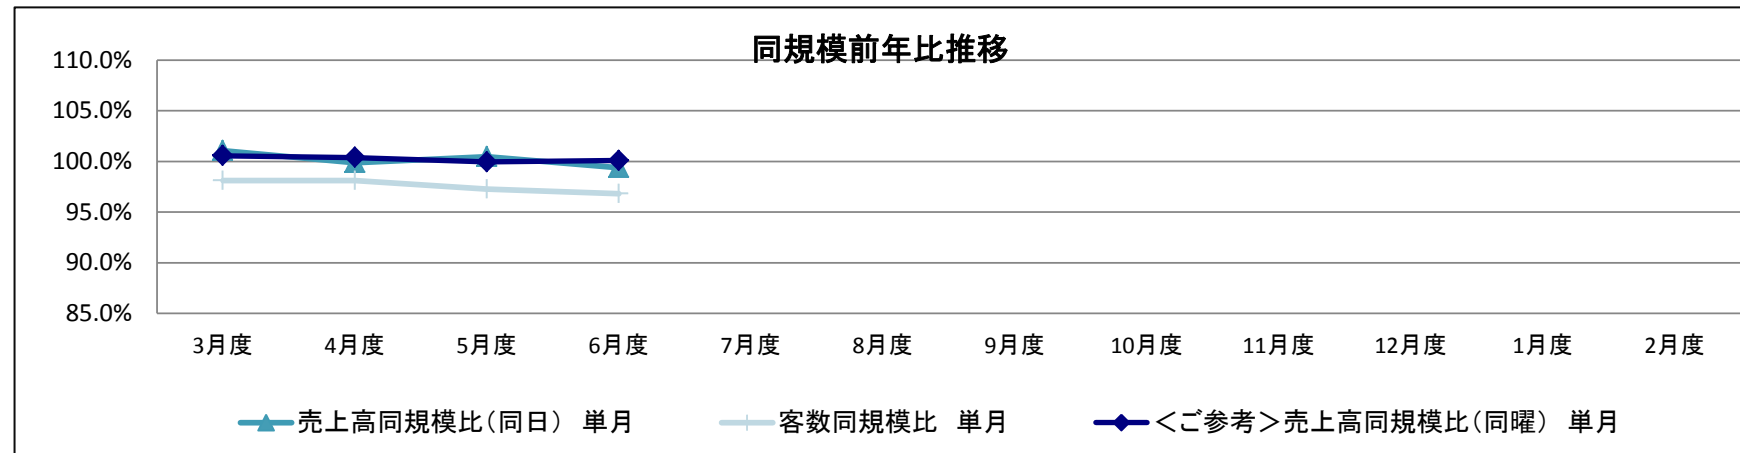 同規模前年比推移
110.0%
105.0%
100.0%
95.0%
90.0%
85.0%
3月度 4月度 5月度 6月度 7月度 8月度 9月度 10月度 11月度 12月度 1月度 2月度
売上高同規模比(同日) 単月 客数同規模比 単月 <ご参考>売上高同規模比(同曜) 単月